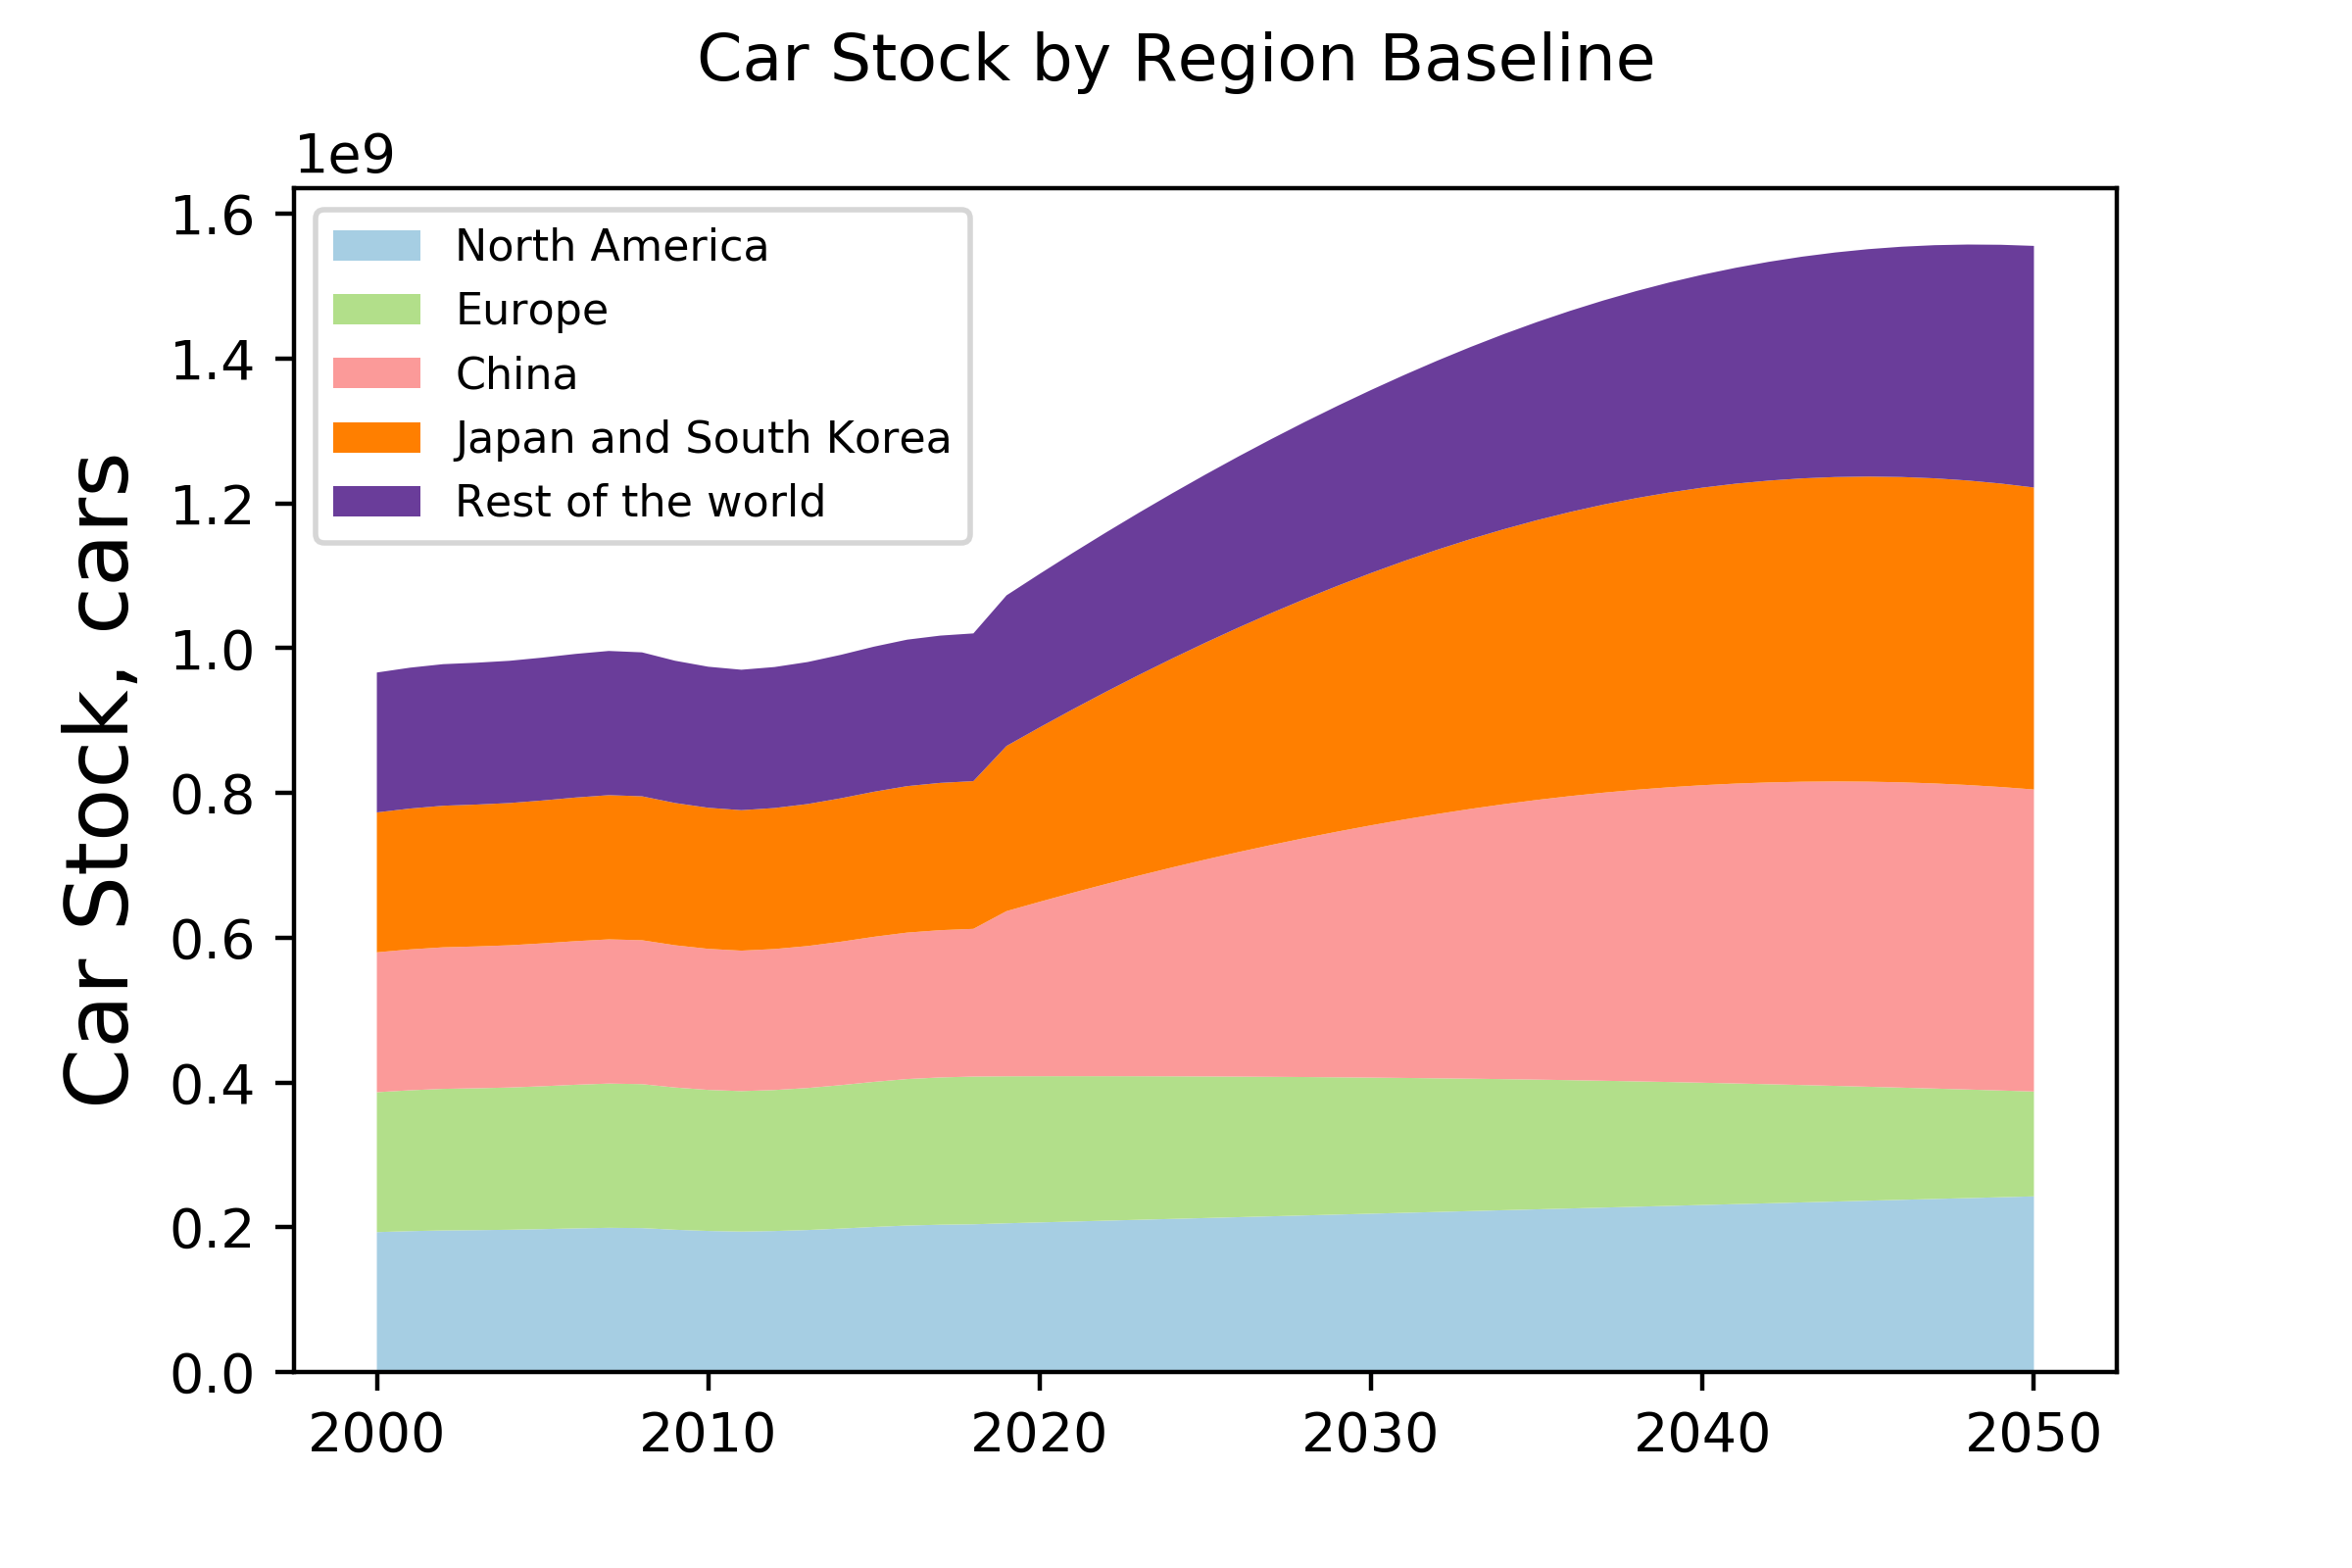 Car Stock by Region Baseline
1e9
1.6
1.4
1.2
1.0
0.8
0.6
0.4
0.2
0.0
Car Stock, cars
North America
Europe
China
Japan and South Korea
Rest of the world
2000 2010 2020 2030 2040 2050